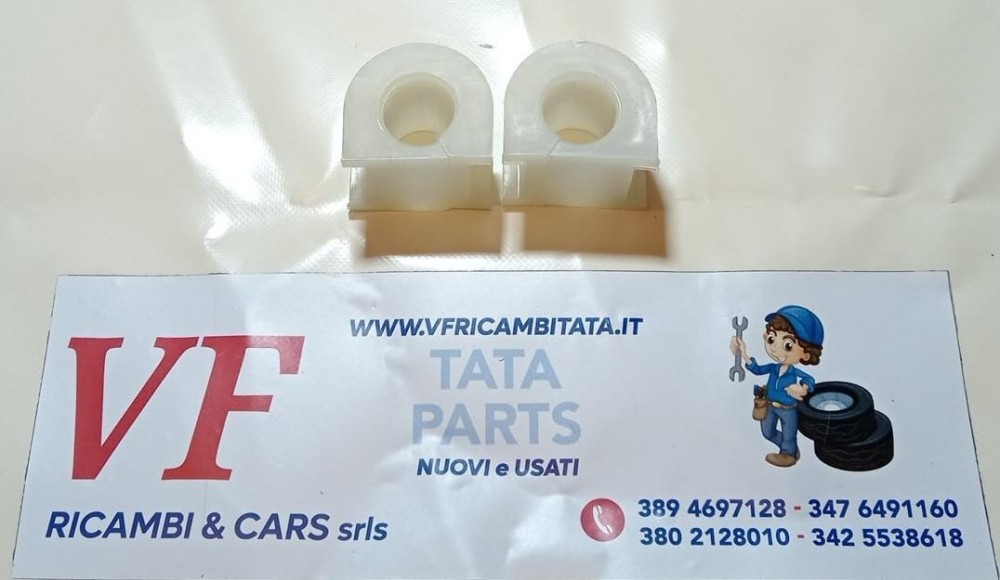 VF
RICAMBI & CARS srls
WWW.VFRICAMBITATA.IT
TATA
PARTS
NUOVI e USATI
389 4697128 - 347 6491160
380 2128010 - 342 5538618